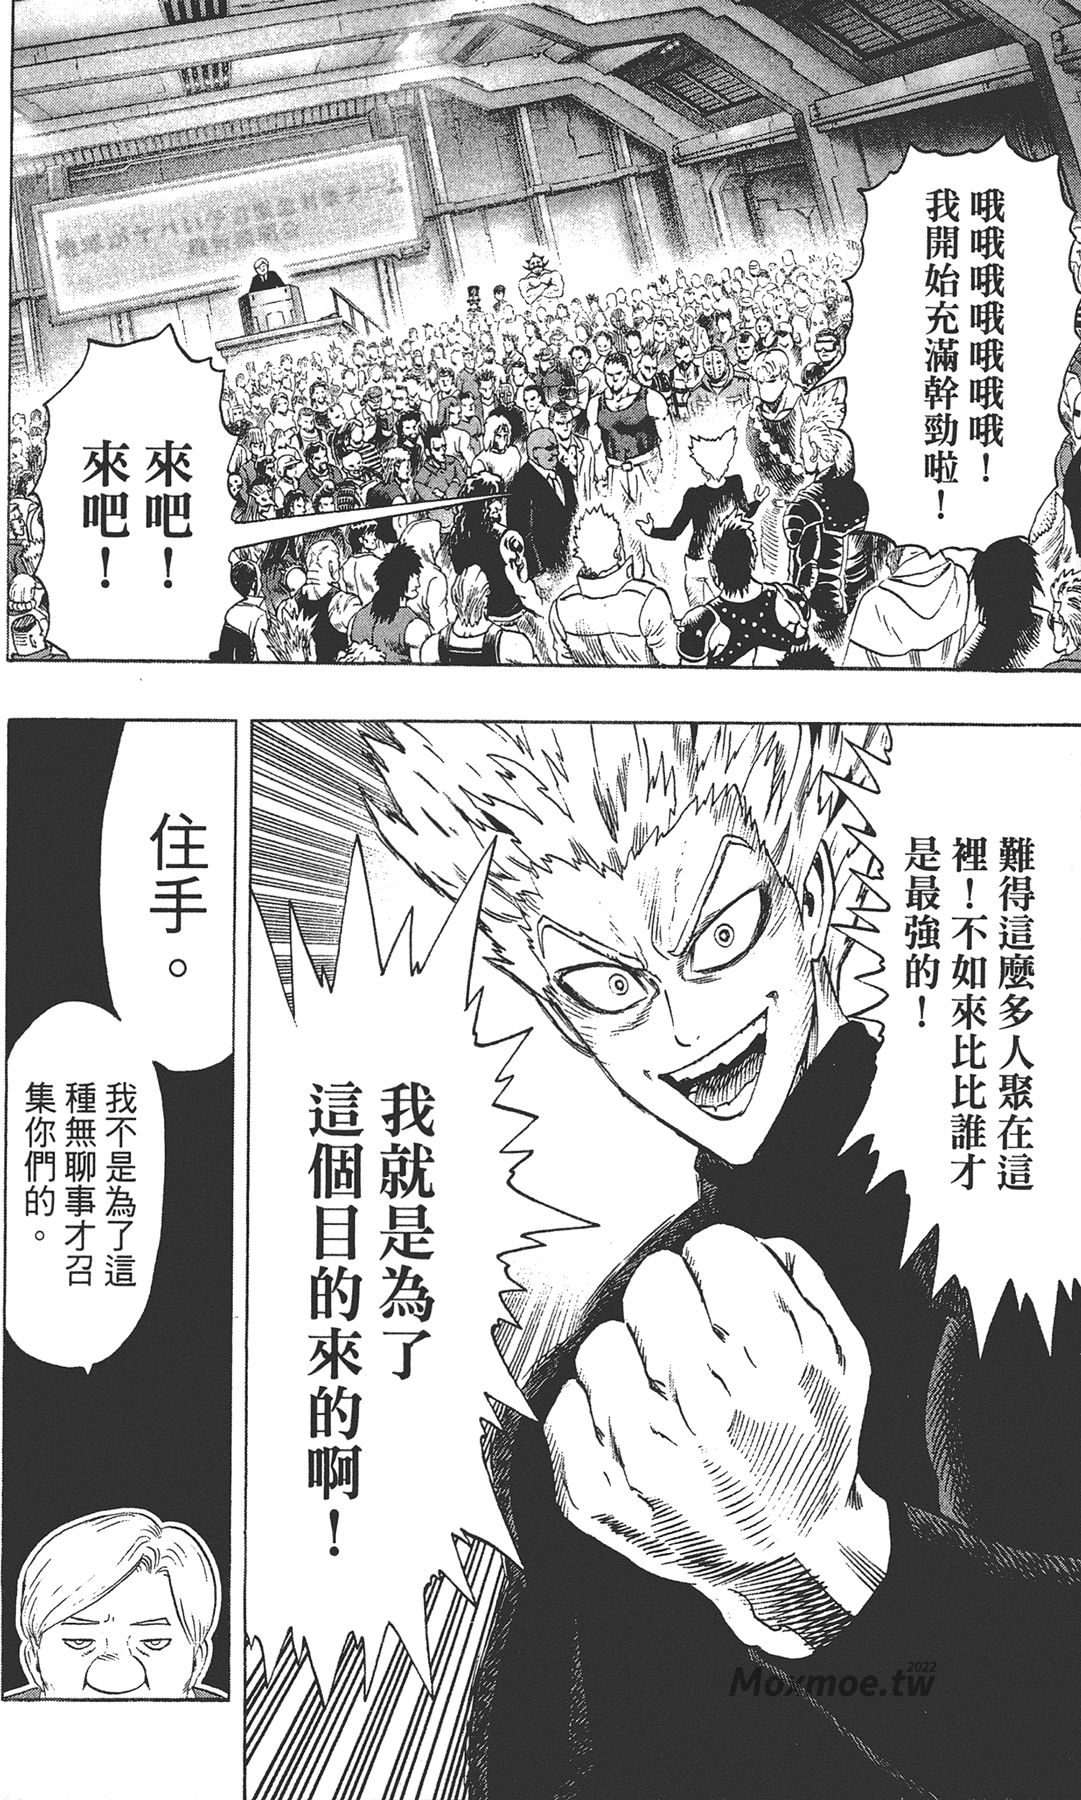 哦哦哦哦哦哦哦！
我開始充滿幹勁啦！
來吧！
來吧！
難得這麼多人聚在這
裡！不如來比比誰才
是最強的！
我就是為了
這個目的來的啊！
住手。
我不是為了這
種無聊事才召
集你們的。
2022
Moxmoe.tw